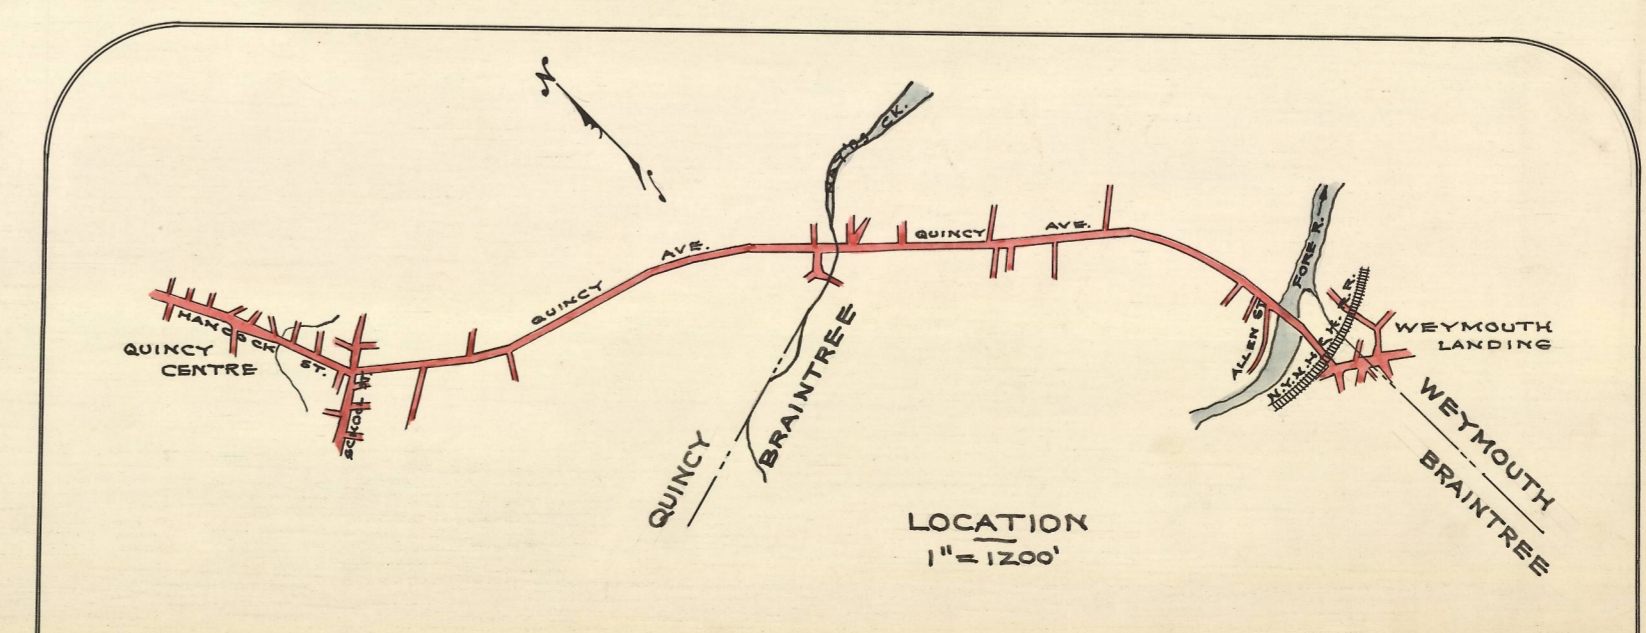 N
HAYD'S CK.
QUINCY AVE.
QUINCY AVE.
HANCOCK ST.
QUINCY
CENTRE
SCHOOL
FORE R.
ALLEN ST
N.Y.N.H. & H. R.R.
WEYMOUTH
LANDING
QUINCY
BRAINTREE
WEYMOUTH
BRAINTREE
LOCATION
1" = 1200'